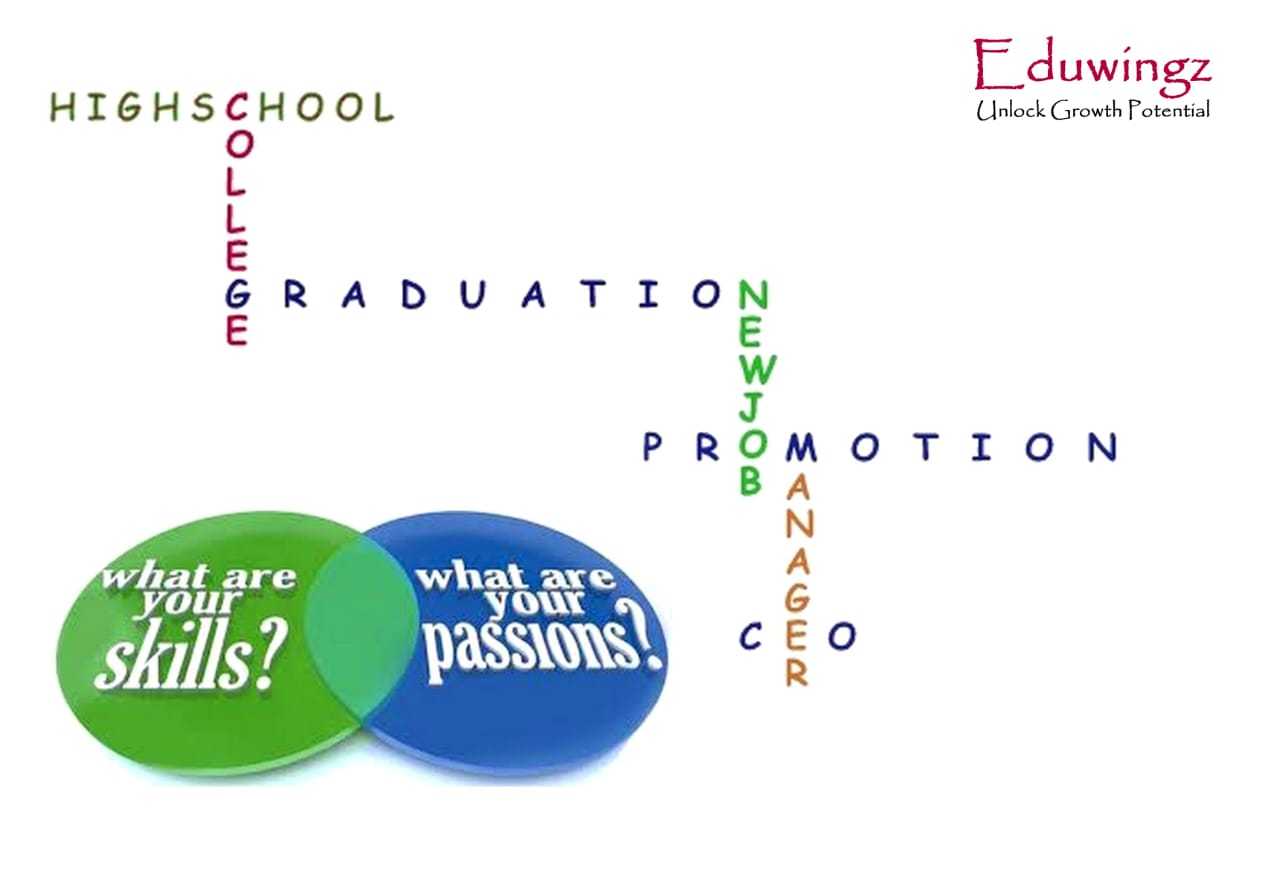 Eduwingz
Unlock Growth Potential
HIGHSCHOOL
COLLEGE
GRADUATION
NEWJOB
PROMOTION
MANAGER
CEO
what are
your
skills?
what are
your
passions?